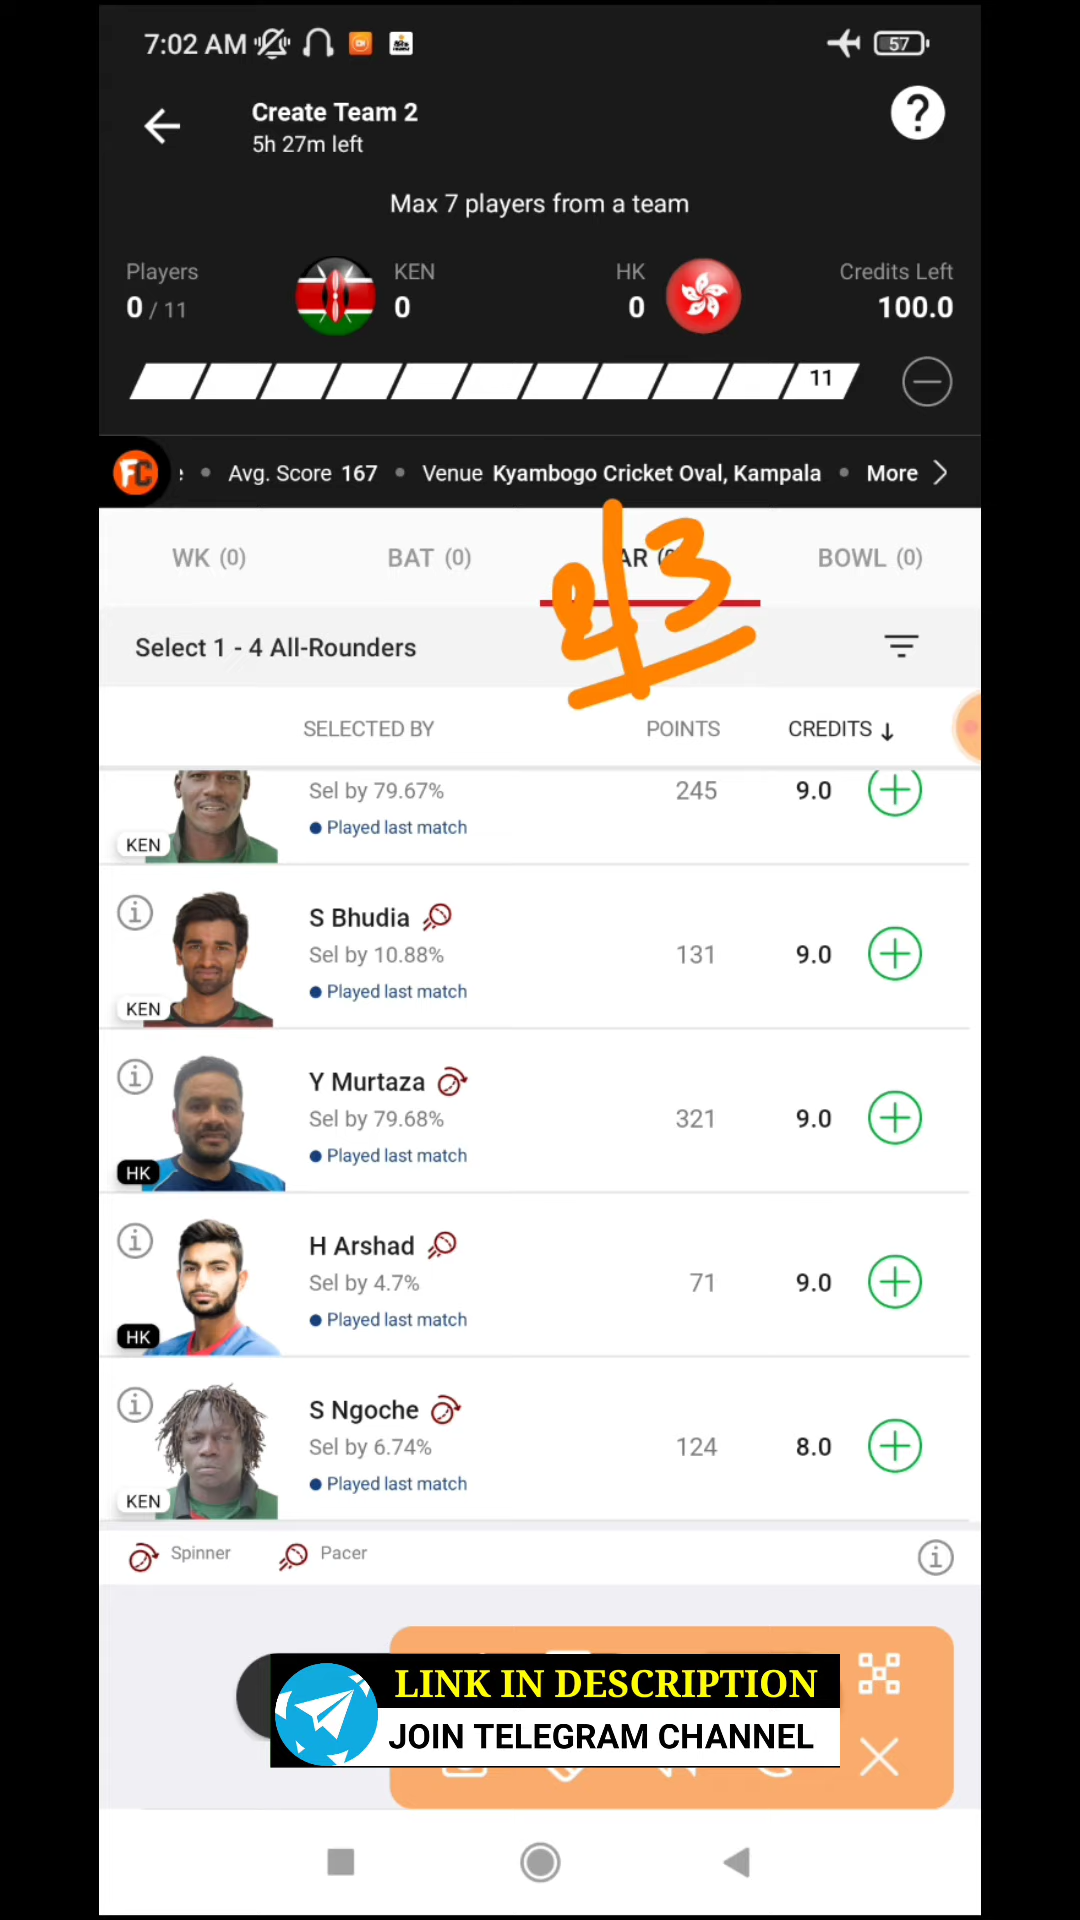 7:02 AM 57
Create Team 2
5h 27m left
Max 7 players from a team
Players KEN HK Credits Left
0 / 11 0 0 100.0
11
FC Avg. Score 167 • Venue Kyambogo Cricket Oval, Kampala • More
WK (0) BAT (0) AR BOWL (0)
2/3
Select 1 - 4 All-Rounders
SELECTED BY POINTS CREDITS ↓
Sel by 79.67% 245 9.0
Played last match
KEN
S Bhudia
Sel by 10.88% 131 9.0
Played last match
KEN
Y Murtaza
Sel by 79.68% 321 9.0
Played last match
HK
H Arshad
Sel by 4.7% 71 9.0
Played last match
HK
S Ngoche
Sel by 6.74% 124 8.0
Played last match
KEN
Spinner Pacer
LINK IN DESCRIPTION
JOIN TELEGRAM CHANNEL